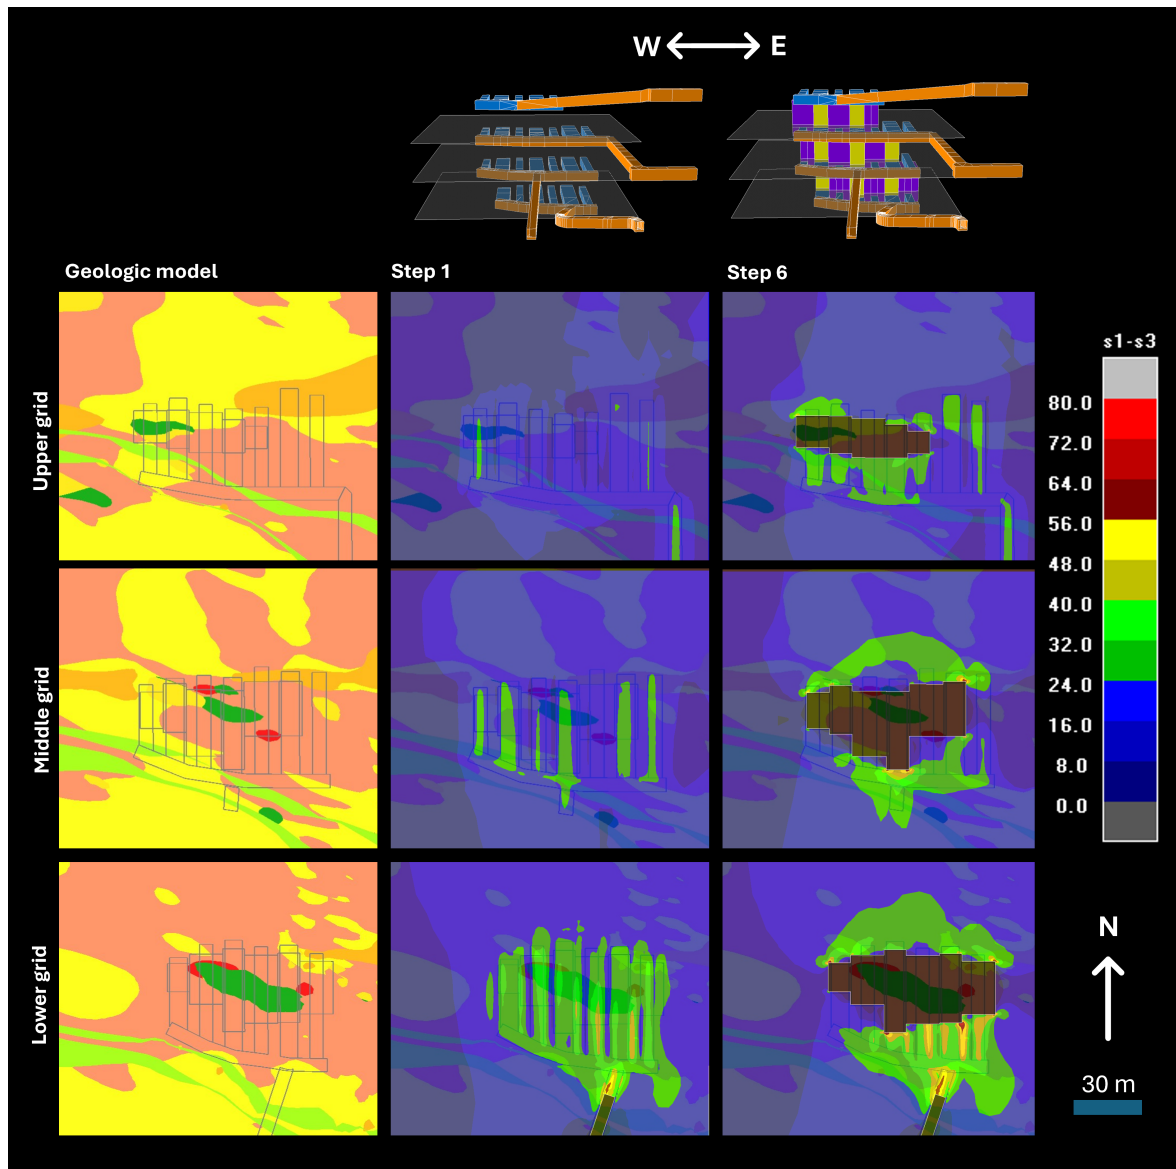 W E
Geologic model
Step 1
Step 6
s1-s3
80.0
72.0
64.0
56.0
48.0
40.0
32.0
24.0
16.0
8.0
0.0
Upper grid
Middle grid
Lower grid
N
30 m